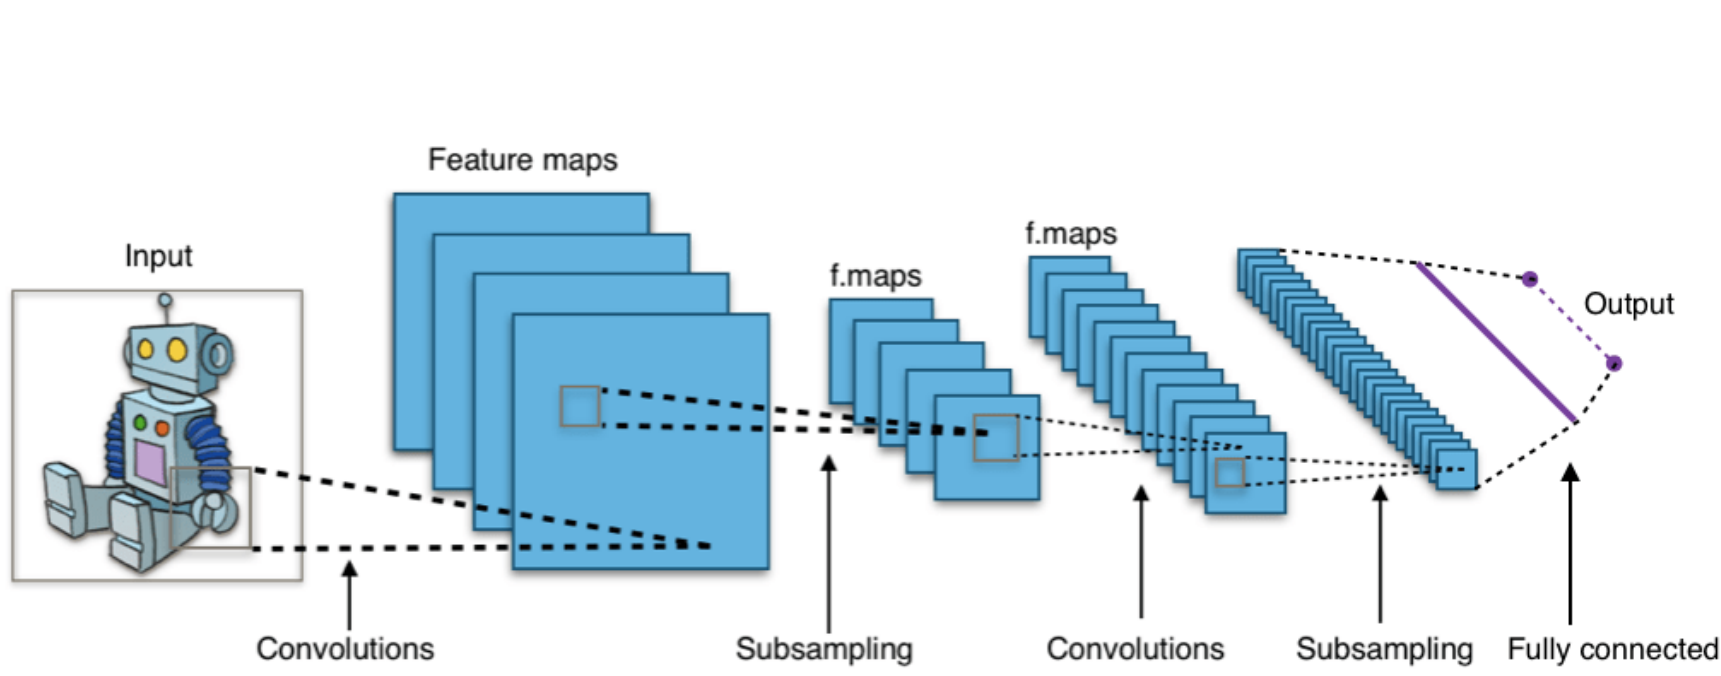 Feature maps
f.maps
Input
f.maps
Output
Convolutions
Subsampling
Convolutions
Subsampling
Fully connected